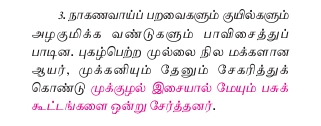 3. நாகணவாய்ப் பறவைகளும் குயில்களும்
அழகுமிக்க வண்டுகளும் பாவிசைத்துப்
பாடின. புகழ்பெற்ற முல்லை நில மக்களான
ஆயர், முக்கனியும் தேனும் சேகரித்துக்
கொண்டு முக்குழல் இசையால் மேயும் பசுக்
கூட்டங்களை ஒன்று சேர்த்தனர்.